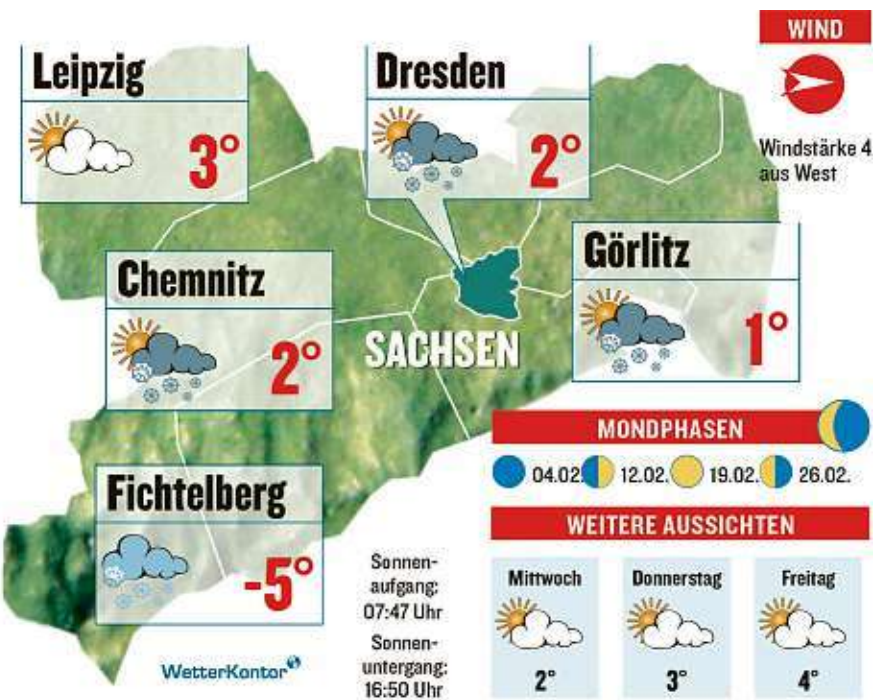 WIND
Windstärke 4
aus West
Leipzig
3°
Dresden
2°
Görlitz
1°
Chemnitz
2°
SACHSEN
Fichtelberg
-5°
MONDPHASEN
04.02. 12.02. 19.02. 26.02.
WEITERE AUSSICHTEN
Mittwoch Donnerstag Freitag
2° 3° 4°
Sonnen-
aufgang:
07:47 Uhr
Sonnen-
untergang:
16:50 Uhr
WetterKontor